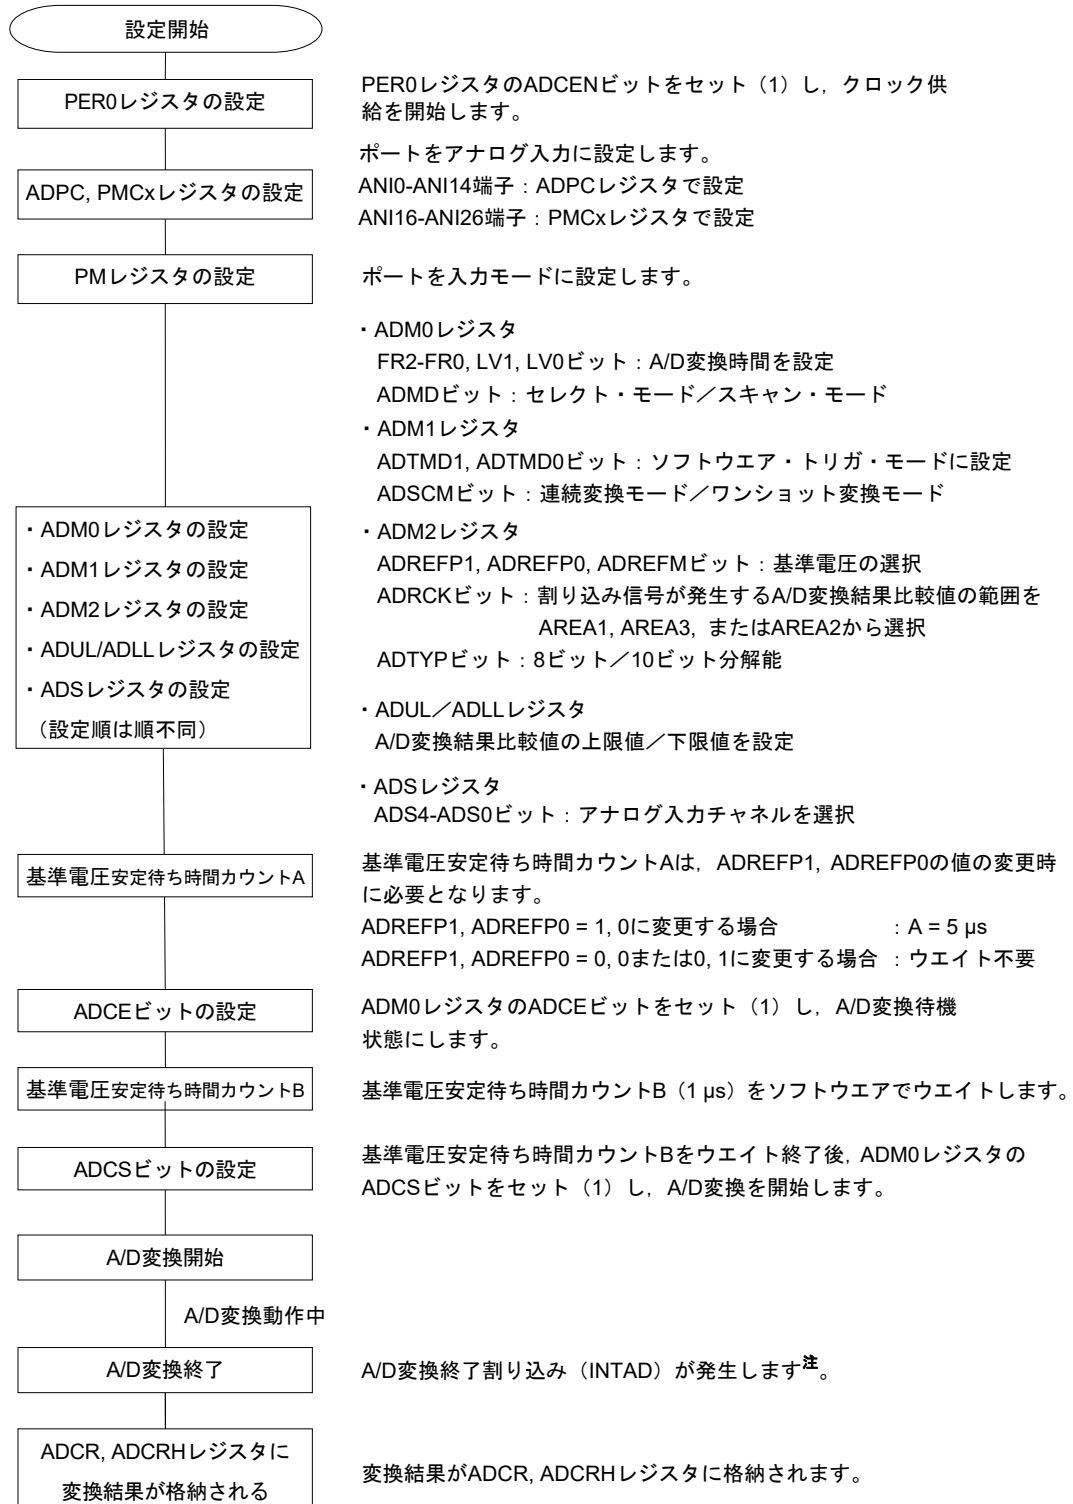 設定開始
PER0レジスタの設定
PER0レジスタのADCENビットをセット（1）し，クロック供
給を開始します。
ADPC, PMCxレジスタの設定
ポートをアナログ入力に設定します。
ANI0-ANI14端子：ADPCレジスタで設定
ANI16-ANI26端子：PMCxレジスタで設定
PMレジスタの設定
ポートを入力モードに設定します。
・ADM0レジスタの設定
・ADM1レジスタの設定
・ADM2レジスタの設定
・ADUL/ADLLレジスタの設定
・ADSレジスタの設定
（設定順は順不同）
・ADM0レジスタ
FR2-FR0, LV1, LV0ビット：A/D変換時間を設定
ADMDビット：セレクト・モード／スキャン・モード
・ADM1レジスタ
ADTMD1, ADTMD0ビット：ソフトウエア・トリガ・モードに設定
ADSCMビット：連続変換モード／ワンショット変換モード
・ADM2レジスタ
ADREFP1, ADREFP0, ADREFMビット：基準電圧の選択
ADRCKビット：割り込み信号が発生するA/D変換結果比較値の範囲を
AREA1, AREA3, またはAREA2から選択
ADTYPビット：8ビット／10ビット分解能
・ADUL／ADLLレジスタ
A/D変換結果比較値の上限値／下限値を設定
・ADSレジスタ
ADS4-ADS0ビット：アナログ入力チャネルを選択
基準電圧安定待ち時間カウントA
基準電圧安定待ち時間カウントAは，ADREFP1, ADREFP0の値の変更時
に必要となります。
ADREFP1, ADREFP0 = 1, 0に変更する場合 ：A = 5 µs
ADREFP1, ADREFP0 = 0, 0または0, 1に変更する場合 ：ウエイト不要
ADCEビットの設定
ADM0レジスタのADCEビットをセット（1）し，A/D変換待機
状態にします。
基準電圧安定待ち時間カウントB
基準電圧安定待ち時間カウントB（1 µs）をソフトウエアでウエイトします。
ADCSビットの設定
基準電圧安定待ち時間カウントBをウエイト終了後, ADM0レジスタの
ADCSビットをセット（1）し，A/D変換を開始します。
A/D変換開始
A/D変換動作中
A/D変換終了
A/D変換終了割り込み（INTAD）が発生します注。
ADCR, ADCRHレジスタに
変換結果が格納される
変換結果がADCR, ADCRHレジスタに格納されます。